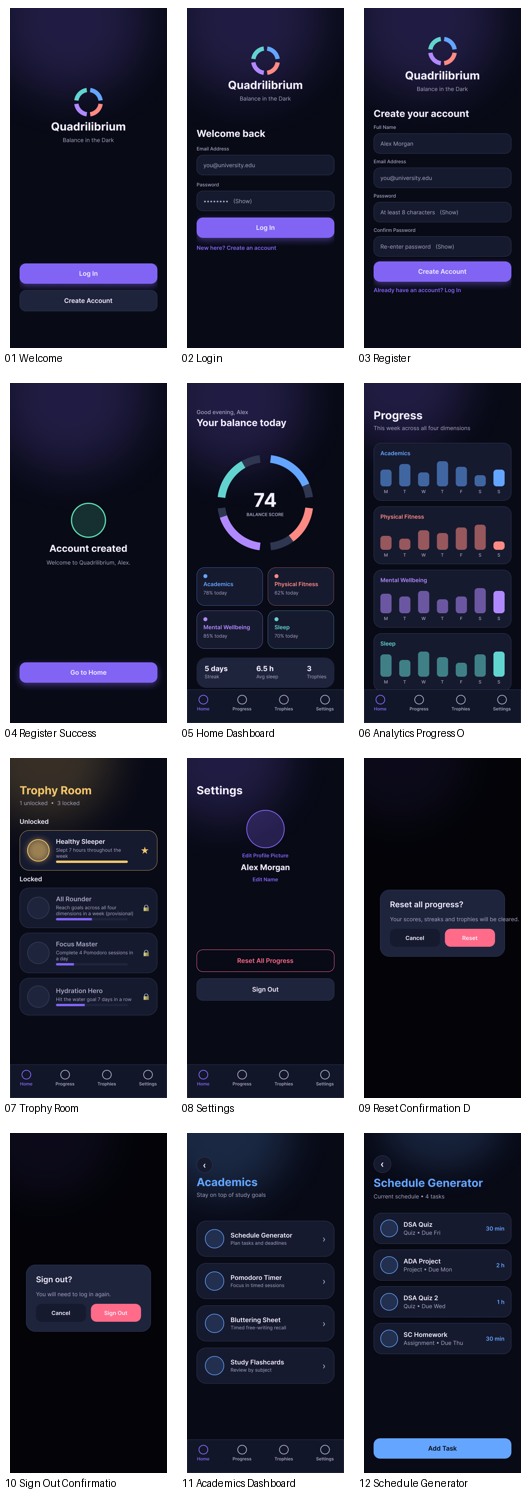 Quadrilibrium
Balance in the Dark
Log In
Create Account
01 Welcome
Quadrilibrium
Balance in the Dark
Welcome back
Email Address
you@university.edu
Password
•••••••• (Show)
Log In
New here? Create an account
02 Login
Quadrilibrium
Balance in the Dark
Create your account
Full Name
Alex Morgan
Email Address
you@university.edu
Password
At least 8 characters (Show)
Confirm Password
Re-enter password (Show)
Create Account
Already have an account? Log In
03 Register
Account created
Welcome to Quadrilibrium, Alex.
Go to Home
04 Register Success
Good evening, Alex
Your balance today
74
BALANCE SCORE
Academics
78% today
Physical Fitness
62% today
Mental Wellbeing
85% today
Sleep
70% today
5 days
Streak
6.5 h
Avg sleep
3
Trophies
Home Progress Trophies Settings
05 Home Dashboard
Progress
This week across all four dimensions
Academics
M T W T F S S
Physical Fitness
M T W T F S S
Mental Wellbeing
M T W T F S S
Sleep
M T W T F S S
Home Progress Trophies Settings
06 Analytics Progress O
Trophy Room
1 unlocked • 3 locked
Unlocked
Healthy Sleeper
Slept 7 hours throughout the
week
Locked
All Rounder
Reach goals across all four
dimensions in a week (provisional)
Focus Master
Complete 4 Pomodoro sessions in
a day
Hydration Hero
Hit the water goal 7 days in a row
Home Progress Trophies Settings
07 Trophy Room
Settings
Edit Profile Picture
Alex Morgan
Edit Name
Reset All Progress
Sign Out
Home Progress Trophies Settings
08 Settings
Reset all progress?
Your scores, streaks and trophies will be cleared.
Cancel Reset
09 Reset Confirmation D
Sign out?
You will need to log in again.
Cancel Sign Out
10 Sign Out Confirmatio
Academics
Stay on top of study goals
Schedule Generator
Plan tasks and deadlines
Pomodoro Timer
Focus in timed sessions
Bluttering Sheet
Timed free-writing recall
Study Flashcards
Review by subject
Home Progress Trophies Settings
11 Academics Dashboard
Schedule Generator
Current schedule • 4 tasks
DSA Quiz
Quiz • Due Fri
30 min
ADA Project
Project • Due Mon
2 h
DSA Quiz 2
Quiz • Due Wed
1 h
SC Homework
Assignment • Due Thu
30 min
Add Task
12 Schedule Generator